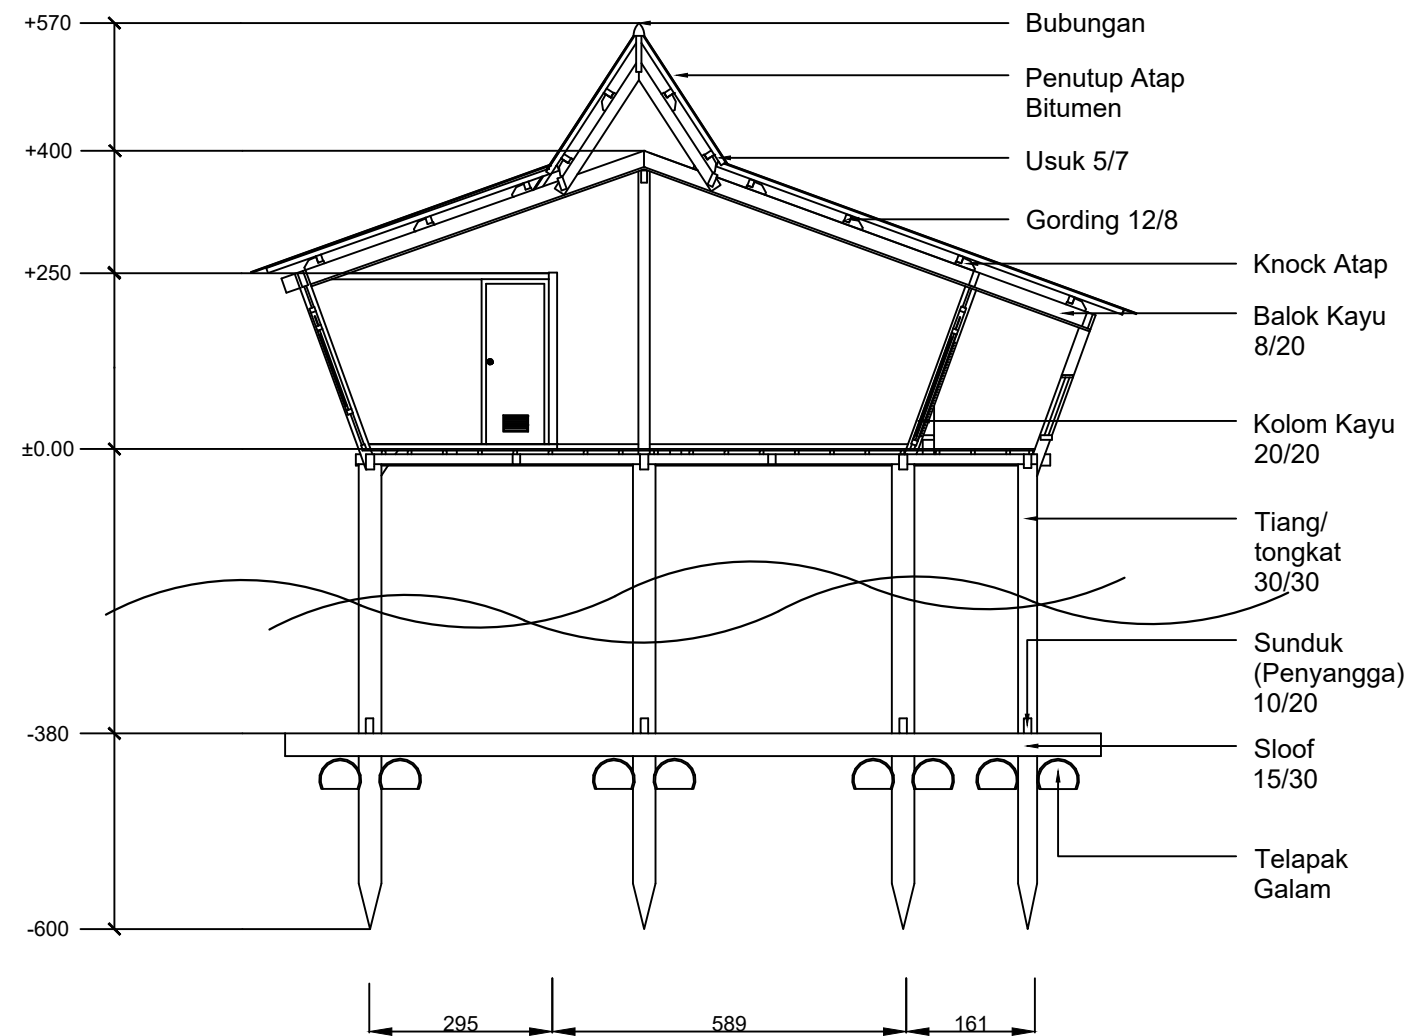 +570
+400
+250
±0.00
-380
-600
Bubungan
Penutup Atap
Bitumen
Usuk 5/7
Gording 12/8
Knock Atap
Balok Kayu
8/20
Kolom Kayu
20/20
Tiang/
tongkat
30/30
Sunduk
(Penyangga)
10/20
Sloof
15/30
Telapak
Galam
295
589
161